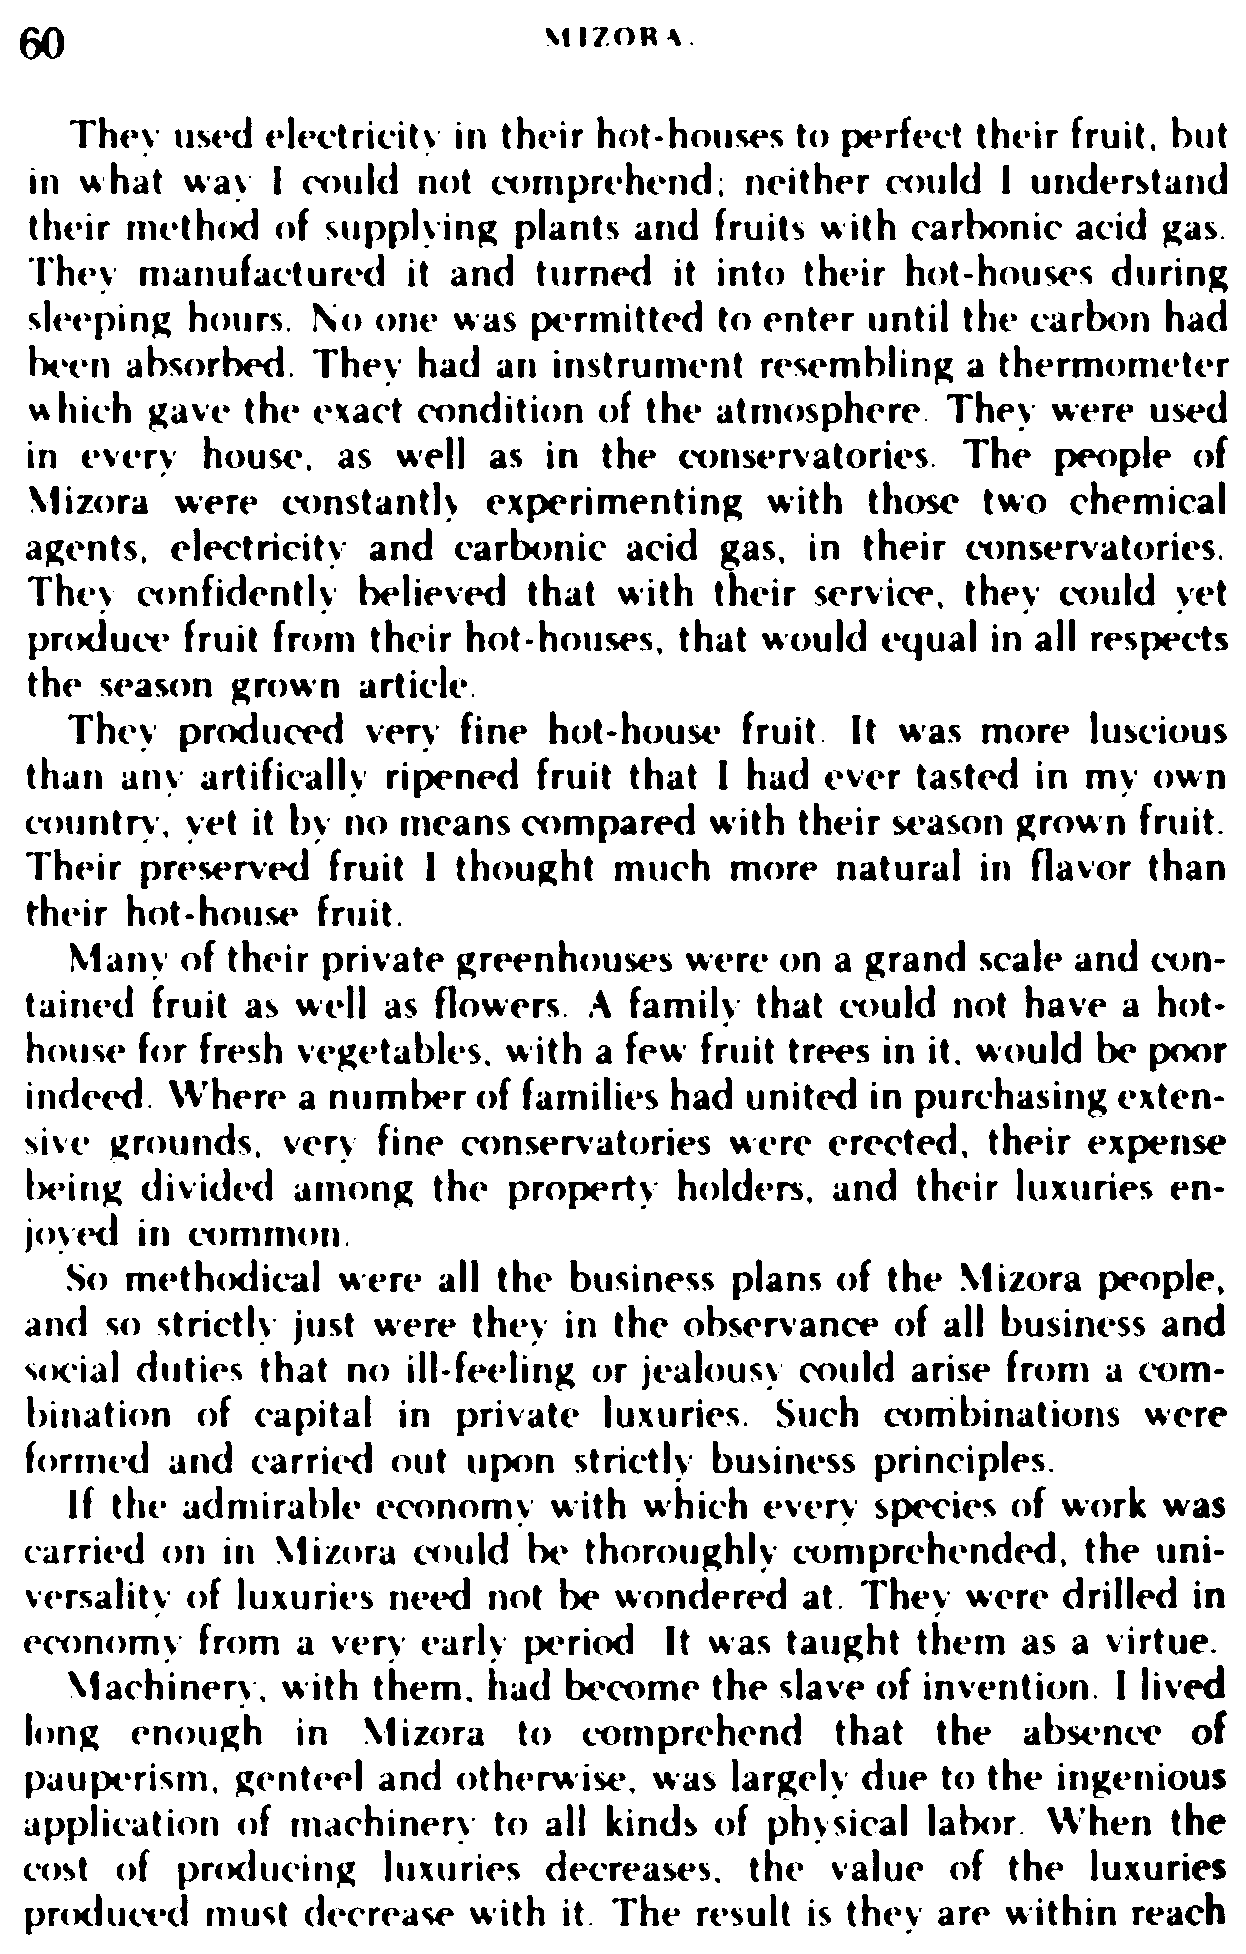 60 MIZORA.
They used electricity in their hot-houses to perfect their fruit, but
in what way I could not comprehend; neither could I understand
their method of supplying plants and fruits with carbonic acid gas.
They manufactured it and turned it into their hot-houses during
sleeping hours. No one was permitted to enter until the carbon had
been absorbed. They had an instrument resembling a thermometer
which gave the exact condition of the atmosphere. They were used
in every house, as well as in the conservatories. The people of
Mizora were constantly experimenting with those two chemical
agents, electricity and carbonic acid gas, in their conservatories.
They confidently believed that with their service, they could yet
produce fruit from their hot-houses, that would equal in all respects
the season grown article.
They produced very fine hot-house fruit. It was more luscious
than any artifically ripened fruit that I had ever tasted in my own
country, yet it by no means compared with their season grown fruit.
Their preserved fruit I thought much more natural in flavor than
their hot-house fruit.
Many of their private greenhouses were on a grand scale and con-
tained fruit as well as flowers. A family that could not have a hot-
house for fresh vegetables, with a few fruit trees in it, would be poor
indeed. Where a number of families had united in purchasing exten-
sive grounds, very fine conservatories were erected, their expense
being divided among the property holders, and their luxuries en-
joyed in common.
So methodical were all the business plans of the Mizora people,
and so strictly just were they in the observance of all business and
social duties that no ill-feeling or jealousy could arise from a com-
bination of capital in private luxuries. Such combinations were
formed and carried out upon strictly business principles.
If the admirable economy with which every species of work was
carried on in Mizora could be thoroughly comprehended, the uni-
versality of luxuries need not be wondered at. They were drilled in
economy from a very early period It was taught them as a virtue.
Machinery, with them, had become the slave of invention. I lived
long enough in Mizora to comprehend that the absence of
pauperism, genteel and otherwise, was largely due to the ingenious
application of machinery to all kinds of physical labor. When the
cost of producing luxuries decreases, the value of the luxuries
produced must decrease with it. The result is they are within reach